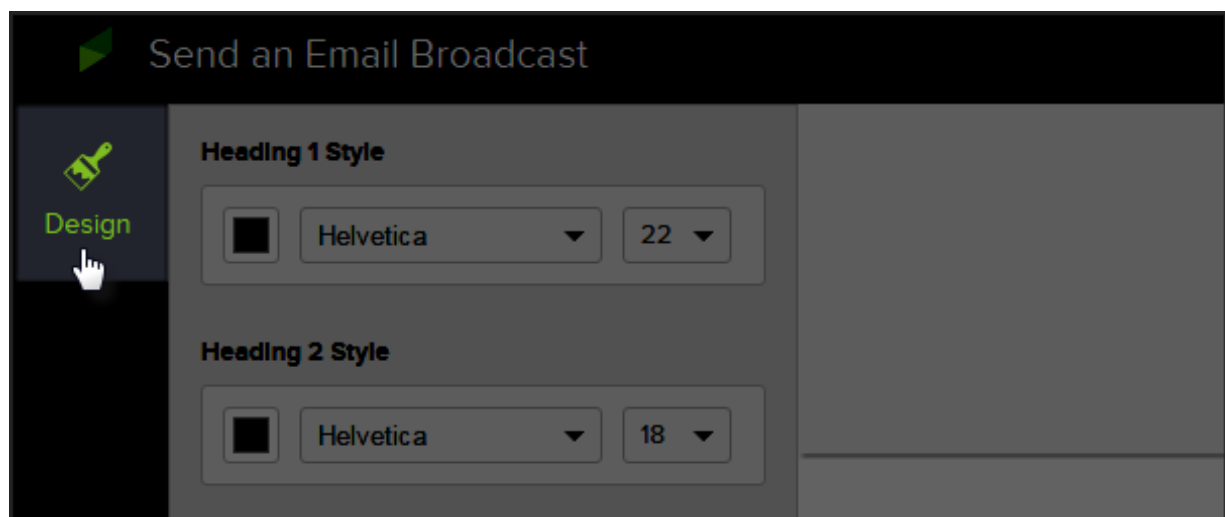 Send an Email Broadcast
Design
Heading 1 Style
Helvetica 22
Heading 2 Style
Helvetica 18